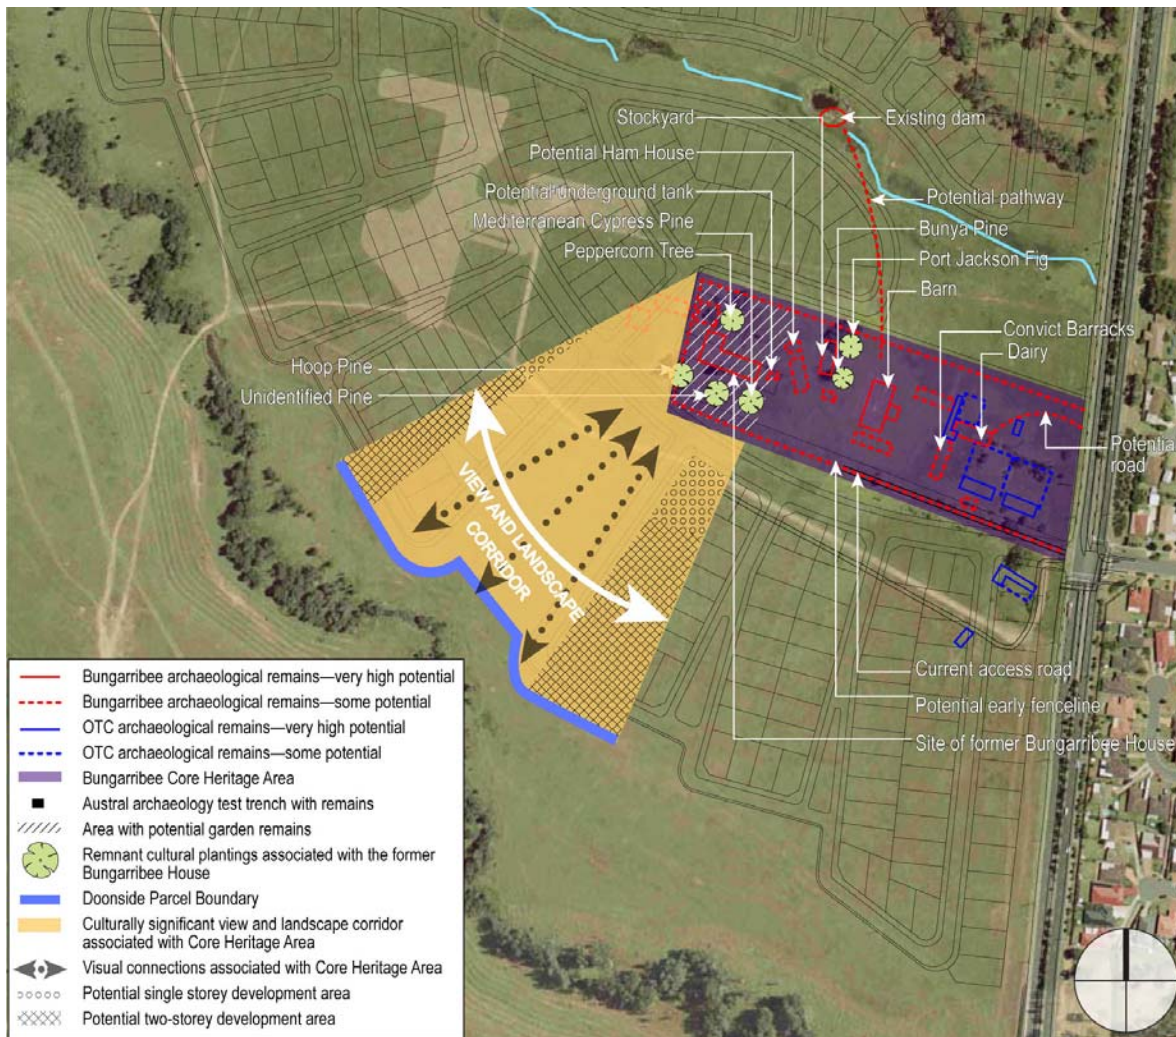 Stockyard
Existing dam
Potential Ham House
Potential underground tank
Potential pathway
Mediterranean Cypress Pine
Bunya Pine
Peppercorn Tree
Port Jackson Fig
Barn
Convict Barracks
Dairy
Hoop Pine
Unidentified Pine
Potential
road
VIEW AND LANDSCAPE
CORRIDOR
Current access road
Potential early fenceline
Site of former Bungarribee House
Bungarribee archaeological remains—very high potential
Bungarribee archaeological remains—some potential
OTC archaeological remains—very high potential
OTC archaeological remains—some potential
Bungarribee Core Heritage Area
Austral archaeology test trench with remains
Area with potential garden remains
Remnant cultural plantings associated with the former
Bungarribee House
Doonside Parcel Boundary
Culturally significant view and landscape corridor
associated with Core Heritage Area
Visual connections associated with Core Heritage Area
Potential single storey development area
Potential two-storey development area